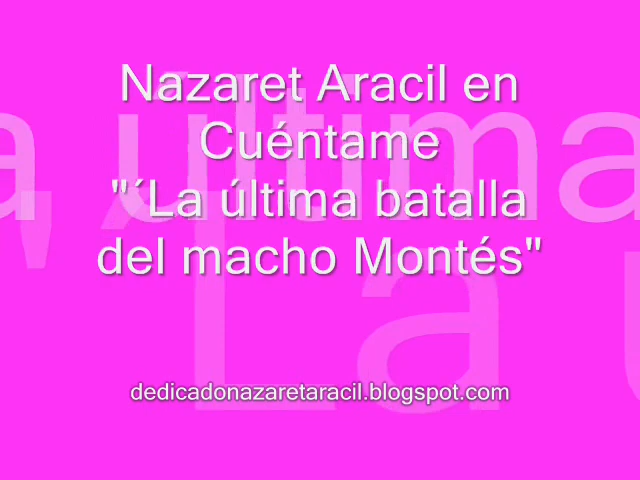 Nazaret Aracil en
Cuéntame
"´La última batalla
del macho Montés"
dedicadonazaretaracil.blogspot.com